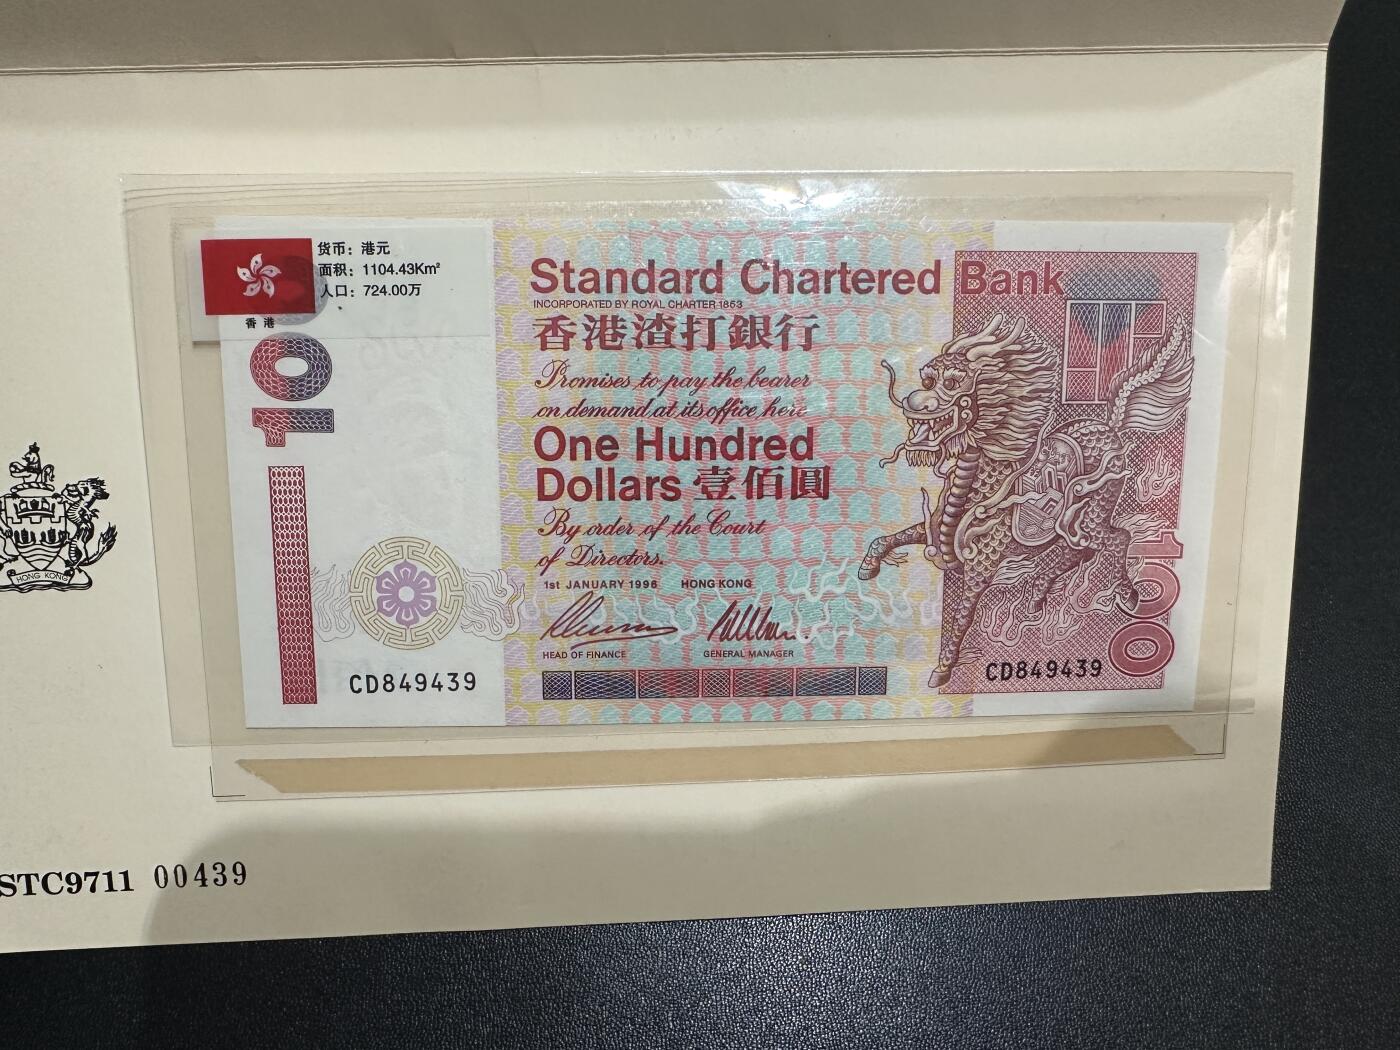 货币：港元
面积：1104.43Km²
人口：724.00万
香港
100
Standard Chartered Bank
INCORPORATED BY ROYAL CHARTER 1853
香港渣打銀行
Promises to pay the bearer
on demand at its office here
One Hundred
Dollars 壹佰圓
By order of the Court
of Directors.
1st JANUARY 1996 HONG KONG
HEAD OF FINANCE GENERAL MANAGER
CD849439
CD849439
100
HONG KONG
STC9711 00439